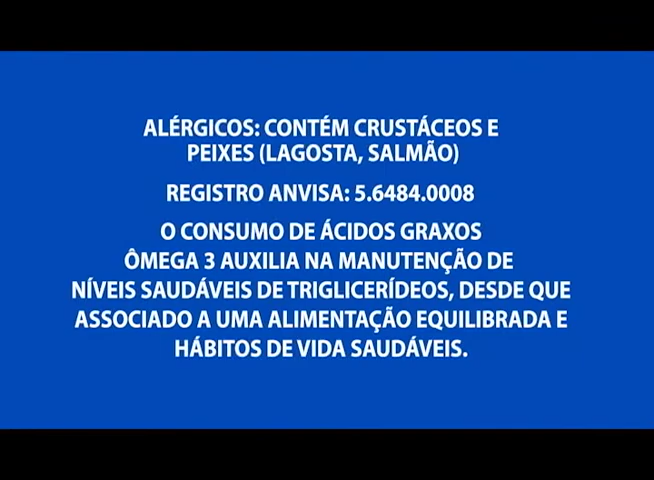 ALÉRGICOS: CONTÉM CRUSTÁCEOS E
PEIXES (LAGOSTA, SALMÃO)
REGISTRO ANVISA: 5.6484.0008
O CONSUMO DE ÁCIDOS GRAXOS
ÔMEGA 3 AUXILIA NA MANUTENÇÃO DE
NÍVEIS SAUDÁVEIS DE TRIGLICERÍDEOS, DESDE QUE
ASSOCIADO A UMA ALIMENTAÇÃO EQUILIBRADA E
HÁBITOS DE VIDA SAUDÁVEIS.